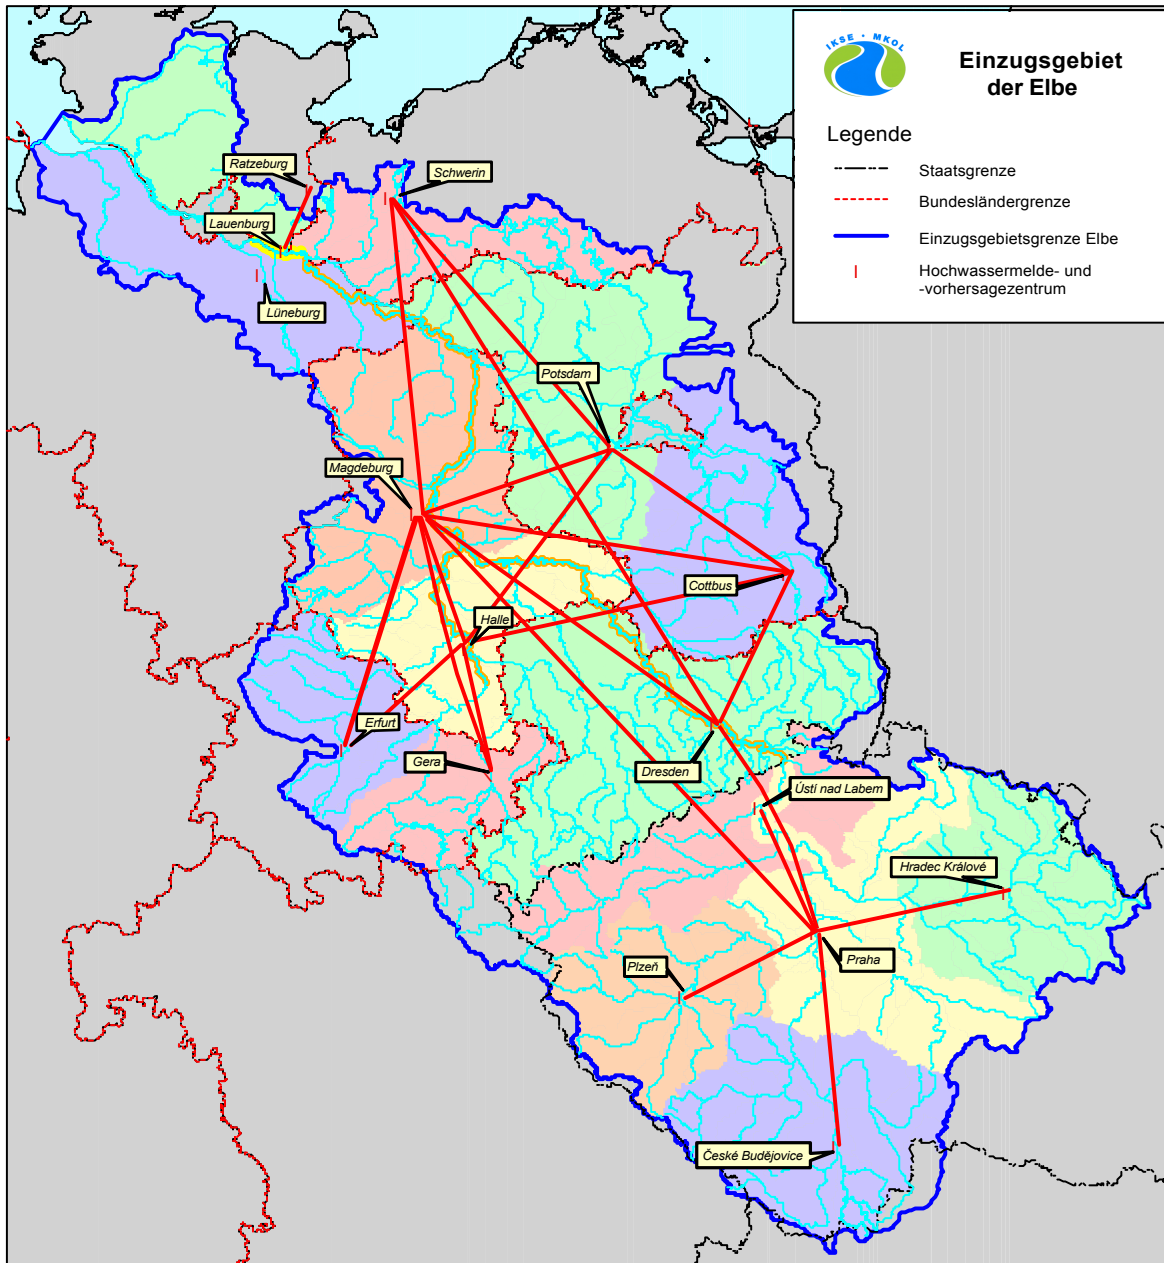 IKSE • MKOL
Einzugsgebiet
der Elbe
Legende
Staatsgrenze
Bundesländergrenze
Einzugsgebietsgrenze Elbe
Hochwassermelde- und
-vorhersagezentrum
Ratzeburg
Schwerin
Lauenburg
Lüneburg
Potsdam
Magdeburg
Cottbus
Halle
Erfurt
Gera
Dresden
Ústí nad Labem
Hradec Králové
Praha
Plzeň
České Budějovice